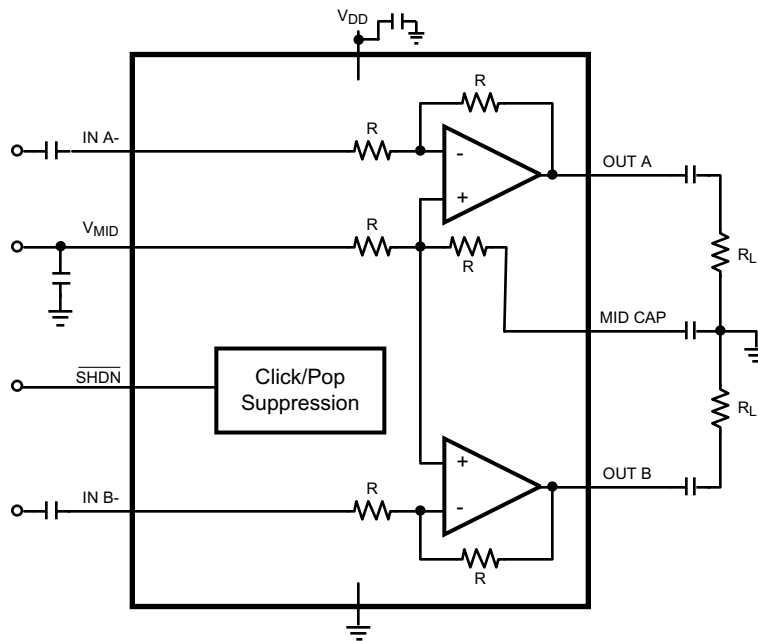 VDD
R
IN A-
R
-
OUT A
+
VMID
R
R
RL
MID CAP
SHDN
Click/Pop
Suppression
RL
+
OUT B
IN B-
R
-
R